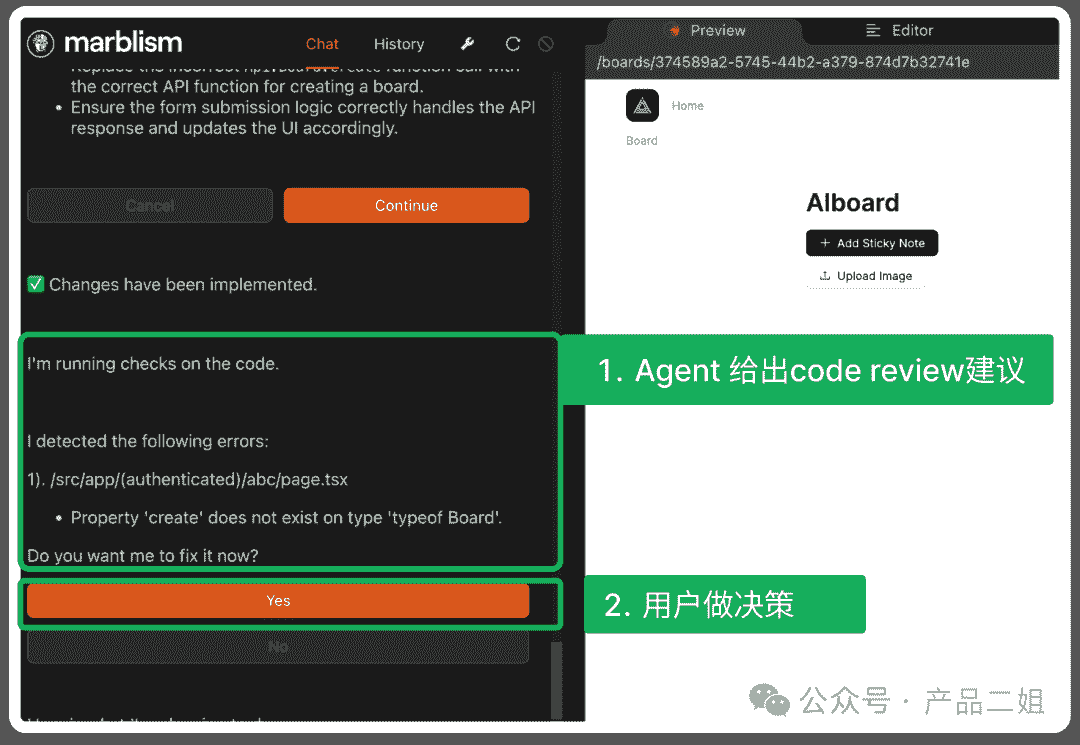 marblism
Chat
History
Preview
Editor
/boards/374589a2-5745-44b2-a379-874d7b32741e
the correct API function for creating a board.
• Ensure the form submission logic correctly handles the API
response and updates the UI accordingly.
Cancel
Continue
✅ Changes have been implemented.
I'm running checks on the code.
I detected the following errors:
1). /src/app/(authenticated)/abc/page.tsx
• Property 'create' does not exist on type 'typeof Board'.
Do you want me to fix it now?
Yes
No
Home
Board
AIboard
+ Add Sticky Note
Upload Image
1. Agent 给出code review建议
2. 用户做决策
公众号 · 产品二姐